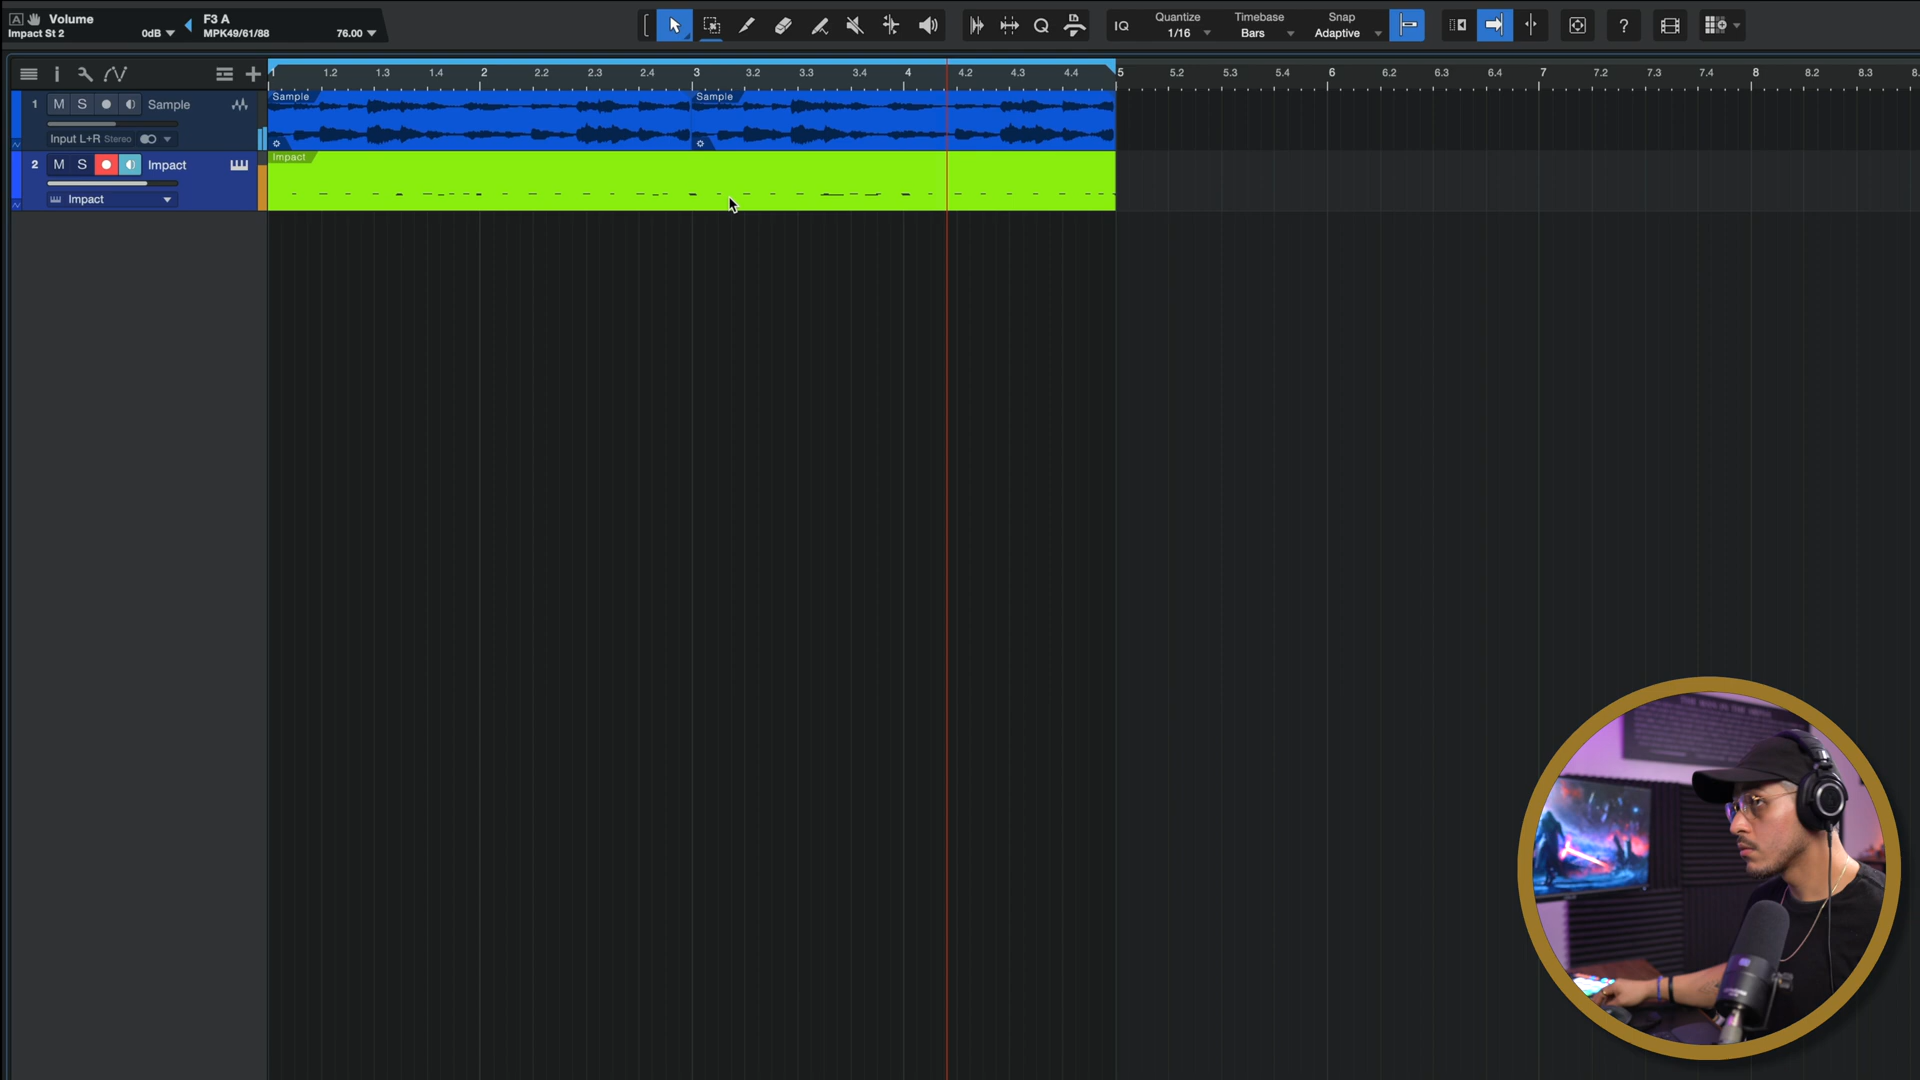 A Volume
Impact St 2 0dB
F3 A
MPK49/61/88 76.00
IQ
Quantize
1/16
Timebase
Bars
Snap
Adaptive
?
i
1 1.2 1.3 1.4 2 2.2 2.3 2.4 3 3.2 3.3 3.4 4 4.2 4.3 4.4 5 5.2 5.3 5.4 6 6.2 6.3 6.4 7 7.2 7.3 7.4 8 8.2 8.3 8.
1 M S Sample
Input L+R Stereo
Sample Sample
2 M S Impact
Impact
Impact